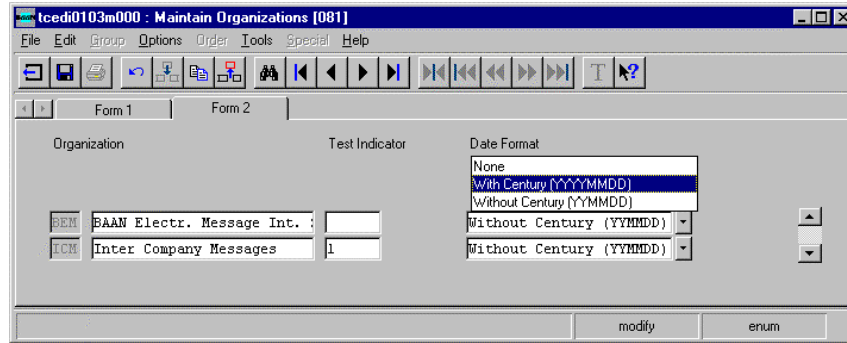 tcedi0103m000 : Maintain Organizations [081]
File Edit Group Options Order Tools Special Help
T ?
Form 1 Form 2
Organization Test Indicator Date Format
None
With Century (YYYYMMDD)
Without Century (YYMMDD)
BEM BAAN Electr. Message Int. Without Century (YYMMDD)
ICM Inter Company Messages 1 Without Century (YYMMDD)
modify enum